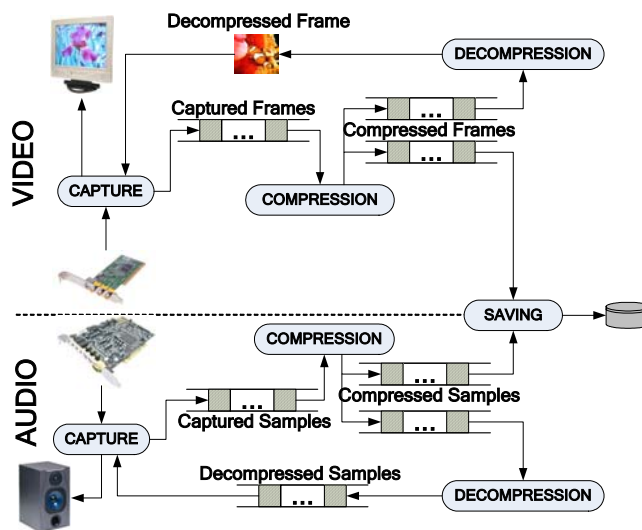 Decompressed Frame
DECOMPRESSION
Captured Frames
...
...
Compressed Frames
...
VIDEO
CAPTURE
COMPRESSION
SAVING
COMPRESSION
...
Compressed Samples
...
Captured Samples
...
AUDIO
CAPTURE
Decompressed Samples
...
DECOMPRESSION